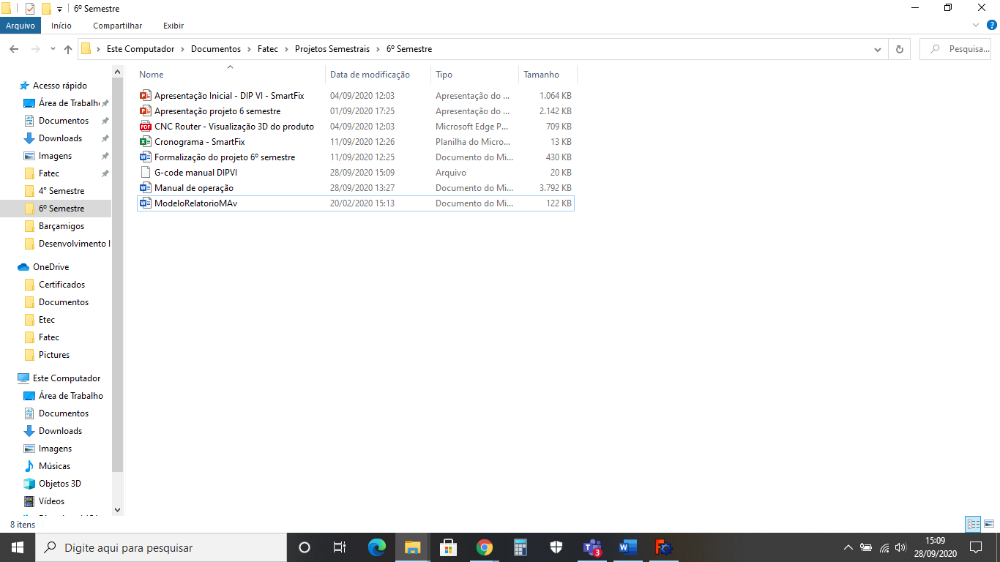 6º Semestre
Arquivo Início Compartilhar Exibir
Este Computador Documentos Fatec Projetos Semestrais 6º Semestre
Pesquisa...
Nome Data de modificação Tipo Tamanho
Apresentação Inicial - DIP VI - SmartFix 04/09/2020 12:03 Apresentação do ... 1.064 KB
Apresentação projeto 6 semestre 01/09/2020 17:25 Apresentação do ... 2.142 KB
CNC Router - Visualização 3D do produto 04/09/2020 12:03 Microsoft Edge P... 709 KB
Cronograma - SmartFix 11/09/2020 12:26 Planilha do Micro... 13 KB
Formalização do projeto 6º semestre 11/09/2020 12:25 Documento do Mi... 430 KB
G-code manual DIPVI 28/09/2020 15:09 Arquivo 20 KB
Manual de operação 28/09/2020 13:27 Documento do Mi... 3.792 KB
ModeloRelatorioMAv 20/02/2020 15:13 Documento do Mi... 122 KB
Acesso rápido
Área de Trabalh
Documentos
Downloads
Imagens
Fatec
4° Semestre
6º Semestre
Barçamigos
Desenvolvimento I
OneDrive
Certificados
Documentos
Etec
Fatec
Pictures
Este Computador
Área de Trabalho
Documentos
Downloads
Imagens
Músicas
Objetos 3D
Vídeos
8 itens
Digite aqui para pesquisar
3
15:09
28/09/2020